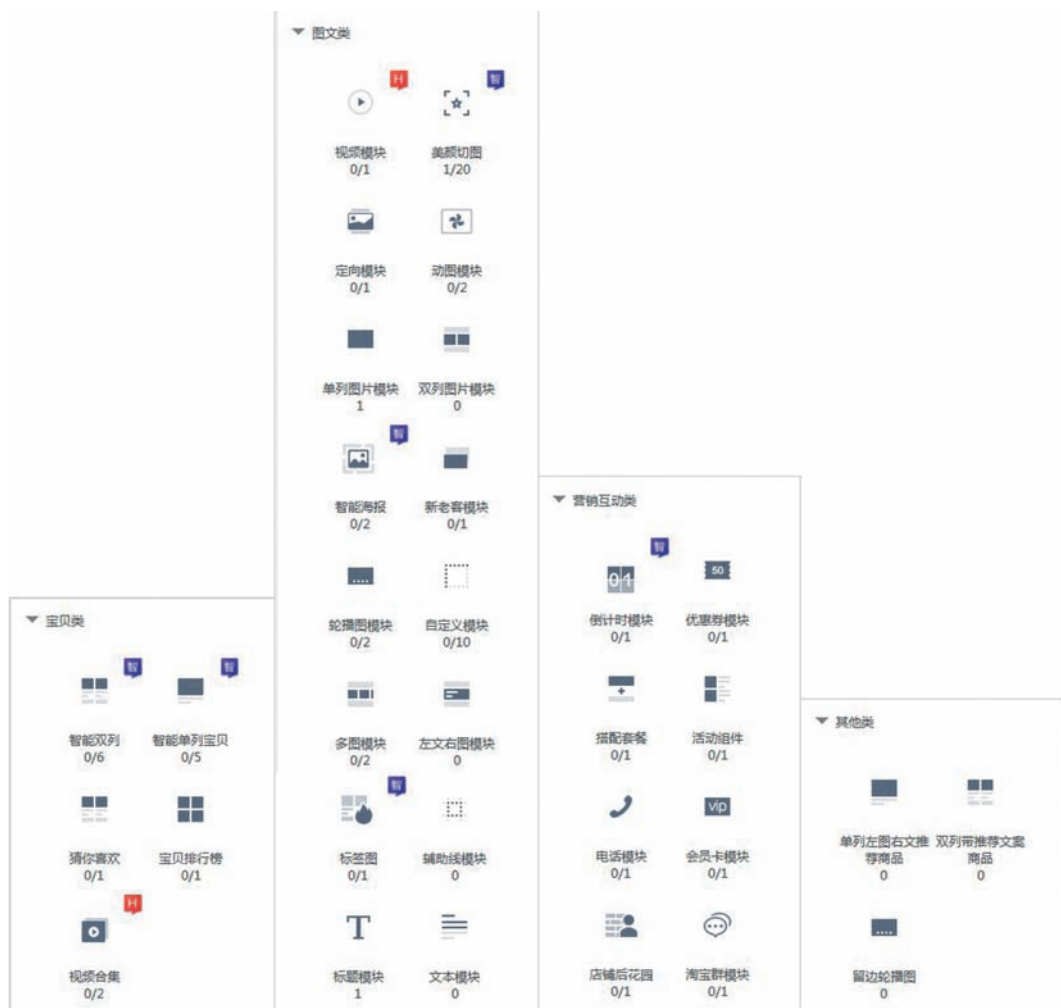 图文类
H
智
视频模块
0/1
美颜切图
1/20
定向模块
0/1
动图模块
0/2
单列图片模块
1
双列图片模块
0
智
智能海报
0/2
新老客模块
0/1
轮播图模块
0/2
自定义模块
0/10
多图模块
0/2
左文右图模块
0
智
标签图
0/1
辅助线模块
0
T
标题模块
1
文本模块
0
宝贝类
智
智
智能双列
0/6
智能单列宝贝
0/5
猜你喜欢
0/1
宝贝排行榜
0/1
H
视频合集
0/2
营销互动类
智
01
50
倒计时模块
0/1
优惠券模块
0/1
搭配套餐
0/1
活动组件
0/1
vip
电话模块
0/1
会员卡模块
0/1
店铺后花园
0/1
淘宝群模块
0/1
其他类
单列左图右文推
荐商品
0
双列带推荐文案
商品
0
留边轮播图
0